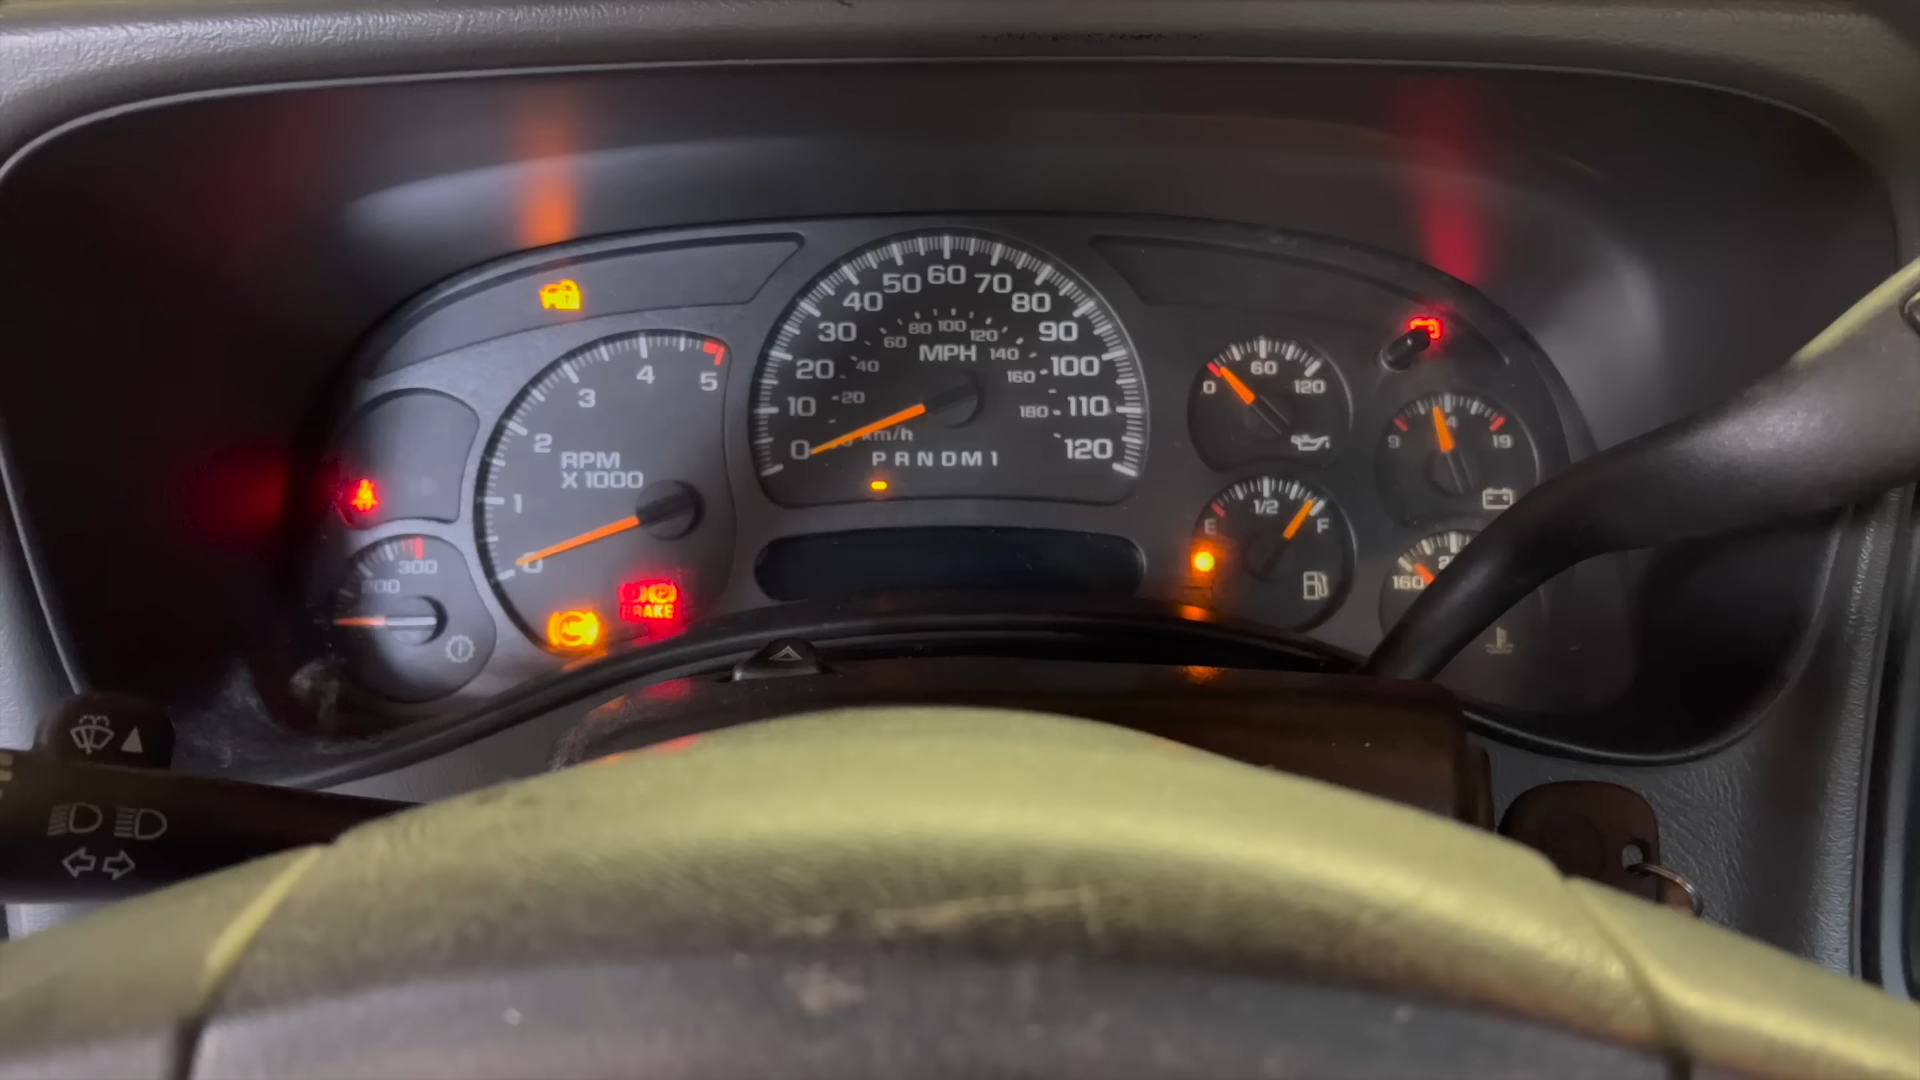 60
50 70
40 80
30 90
20 100
10 110
0 120
80 100 120
60 140
40 160
20 180
MPH
km/h
PRNDM1
0 1 2 3 4 5
RPM
X 1000
BRAKE
200 300
0 60 120
9 14 19
E 1/2 F
160